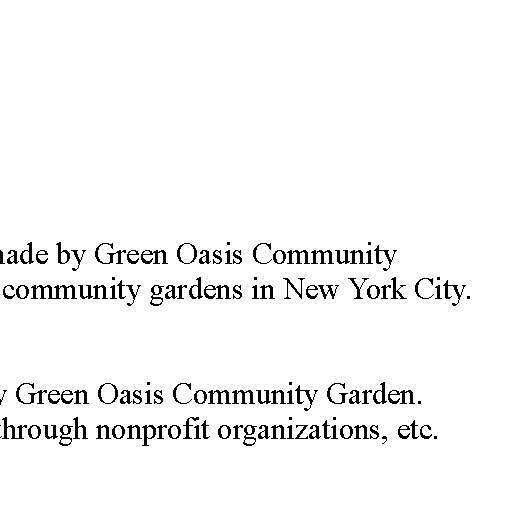 made by Green Oasis Community
community gardens in New York City.
y Green Oasis Community Garden.
through nonprofit organizations, etc.